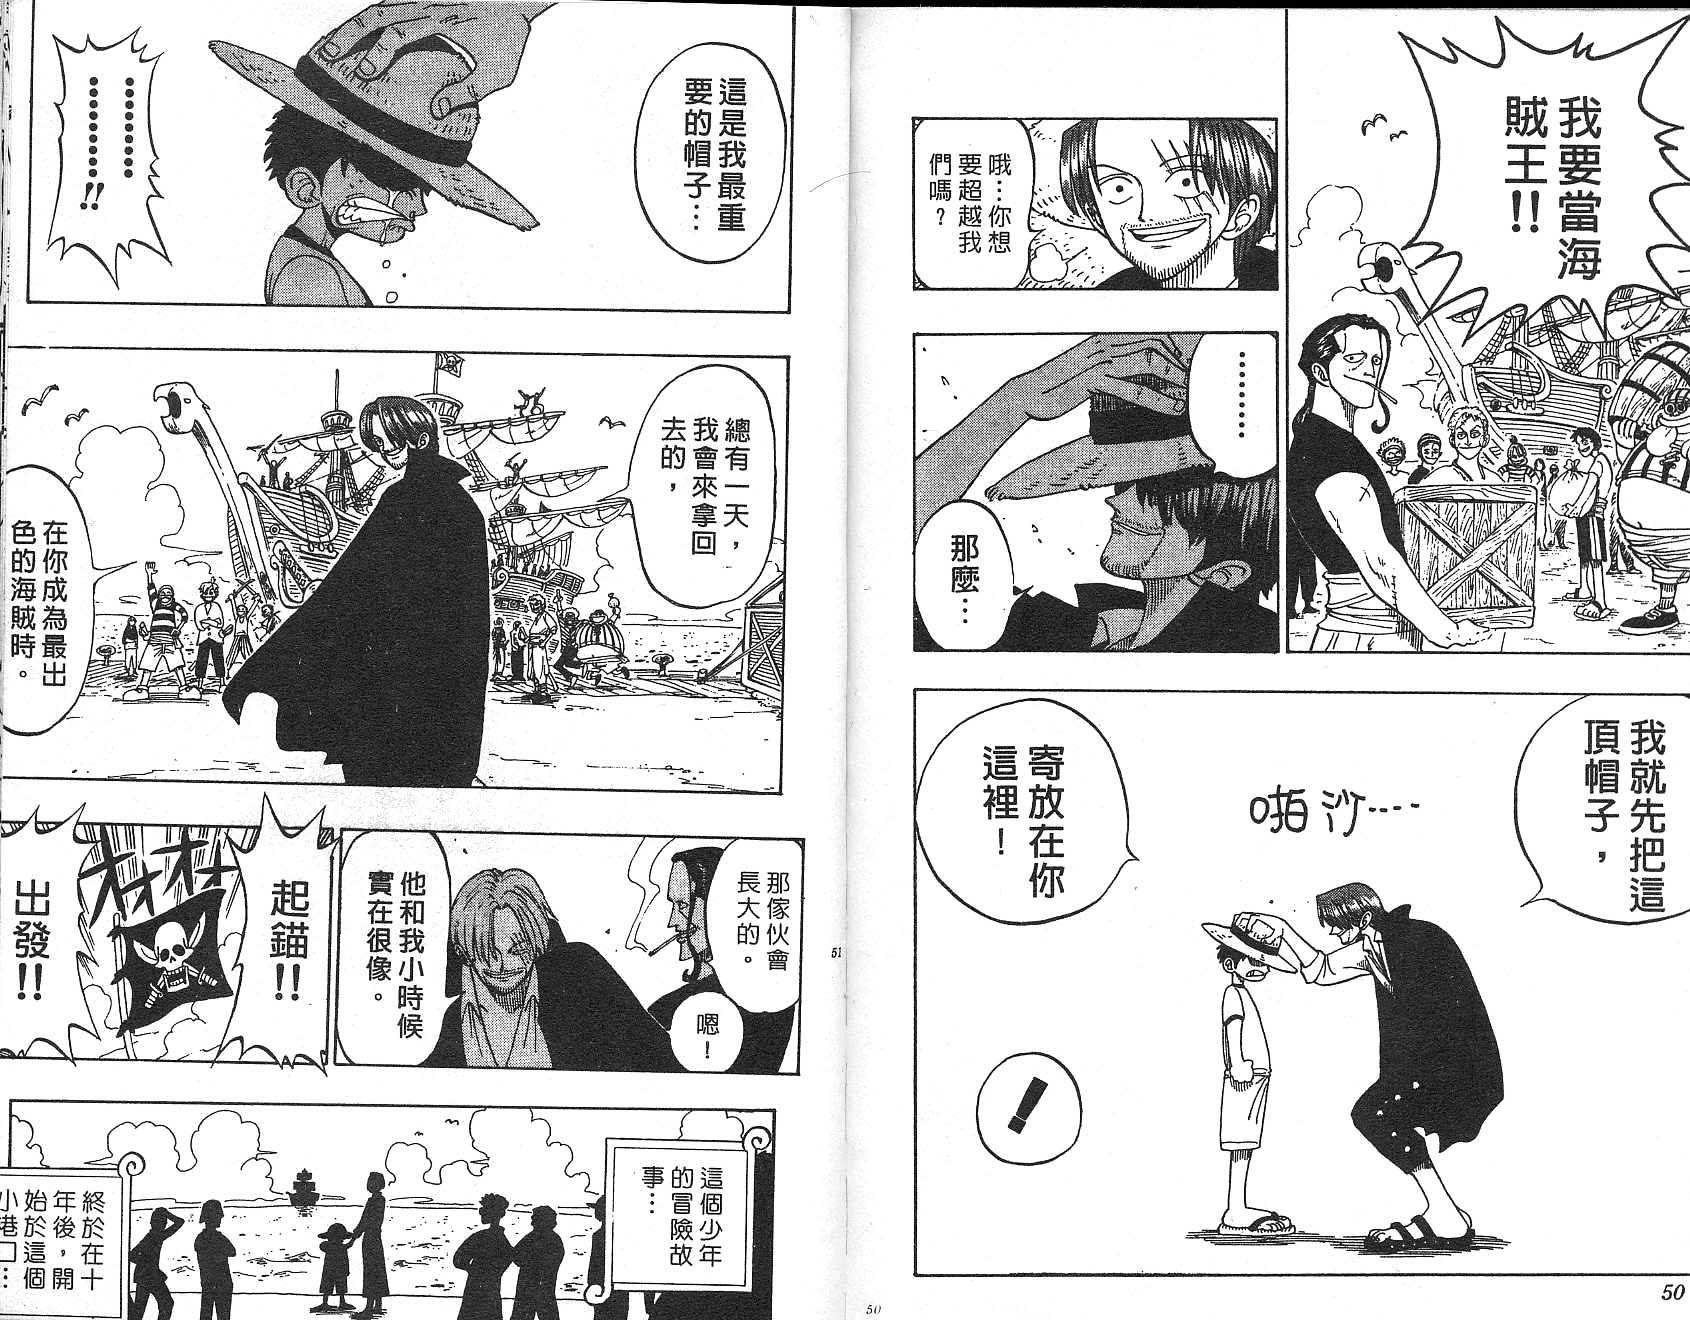 我要當海
賊王!!
哦…你想
要超越我
們嗎?
………
那麼…
我就先把這
頂帽子，
啪沙····
寄放在你
這裡！
!
50
這是我最重
要的帽子…
…………
…………!!
總有一天，
我會來拿回
去的，
在你成為最出
色的海賊時。
那傢伙會
長大的。
嗯！
他和我小時候
實在很像。
起錨!!
オオオ
出發!!
這個少年
的冒險故
事…
終於在十
年後，開
始於這個
小港口…
51
50